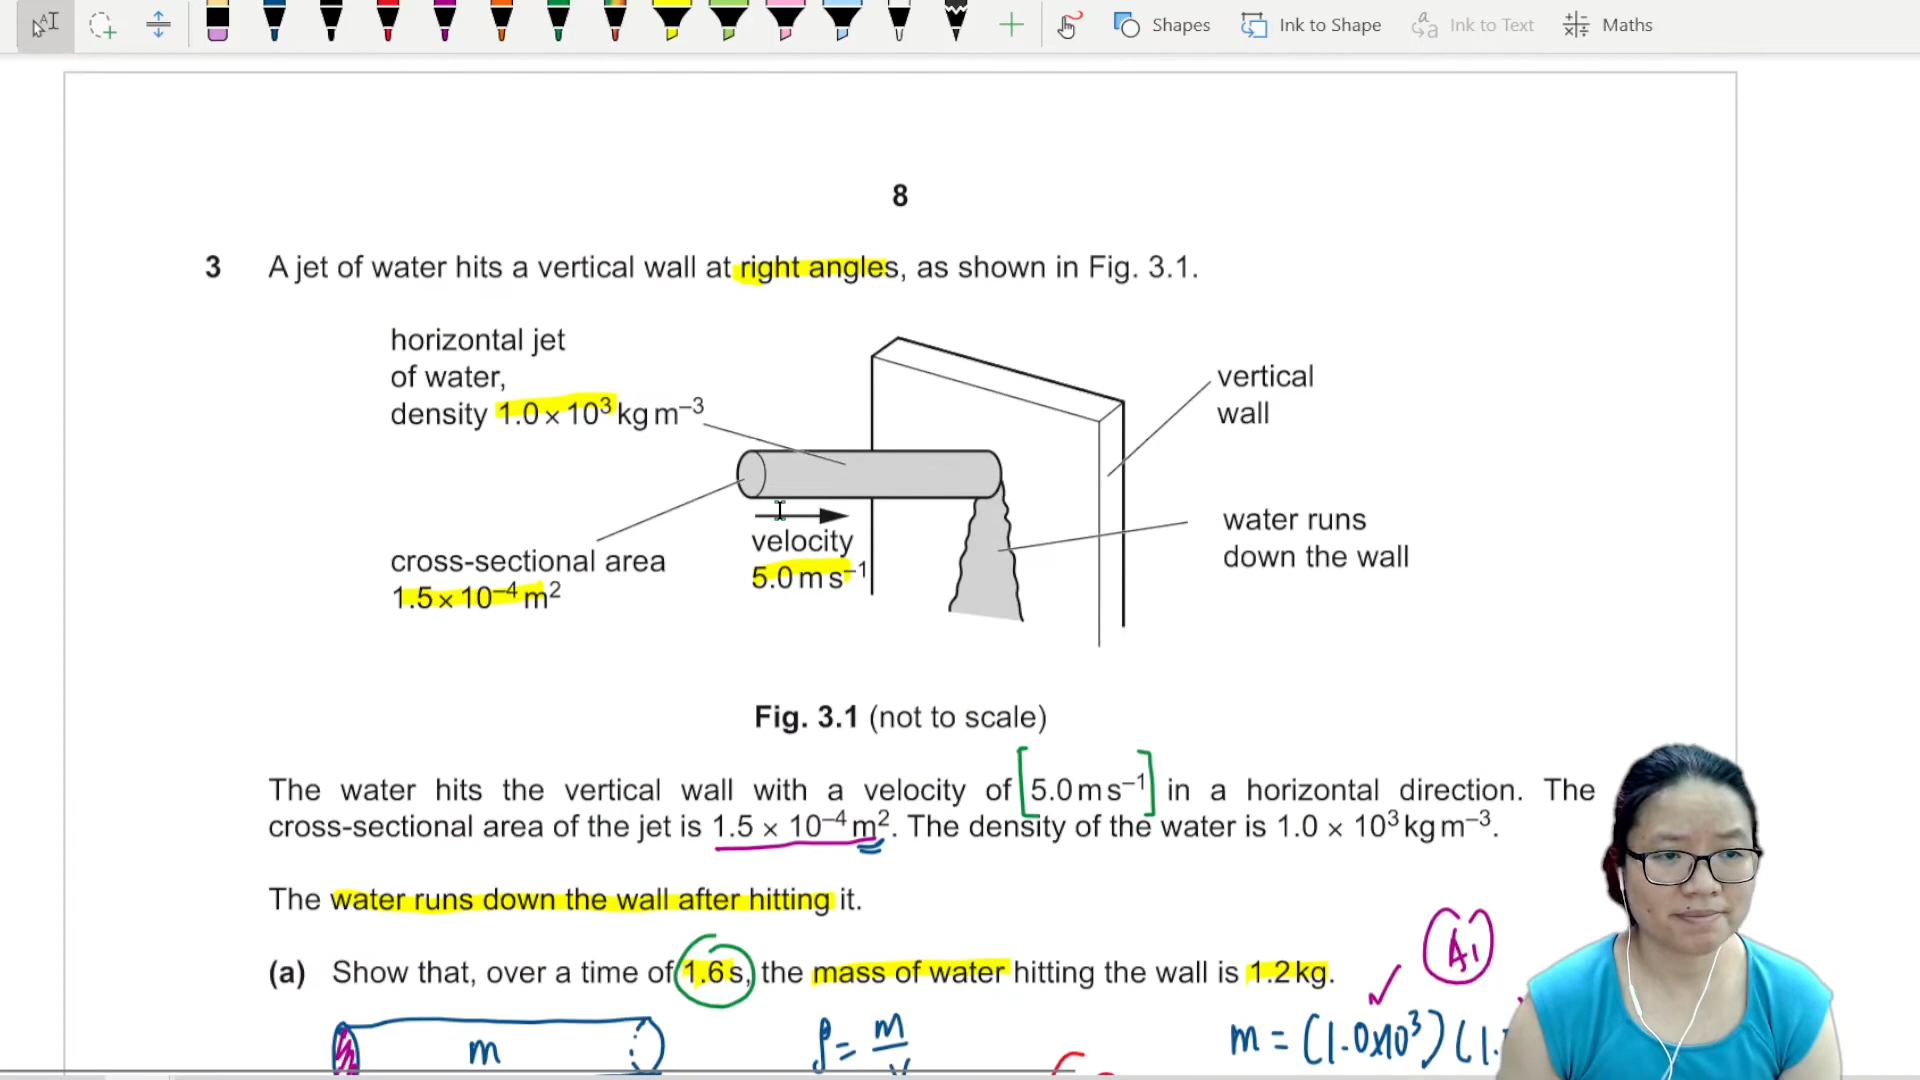 Shapes Ink to Shape Ink to Text Maths
8
3 A jet of water hits a vertical wall at right angles, as shown in Fig. 3.1.
horizontal jet
of water,
density 1.0 × 10³ kg m⁻³
vertical
wall
cross-sectional area
1.5 × 10⁻⁴ m²
velocity
5.0 m s⁻¹
water runs
down the wall
Fig. 3.1 (not to scale)
The water hits the vertical wall with a velocity of [5.0 m s⁻¹] in a horizontal direction. The
cross-sectional area of the jet is 1.5 × 10⁻⁴ m². The density of the water is 1.0 × 10³ kg m⁻³.
The water runs down the wall after hitting it.
(a) Show that, over a time of 1.6 s, the mass of water hitting the wall is 1.2 kg.
A1
m
ρ = m
m = (1.0x10³)(1.